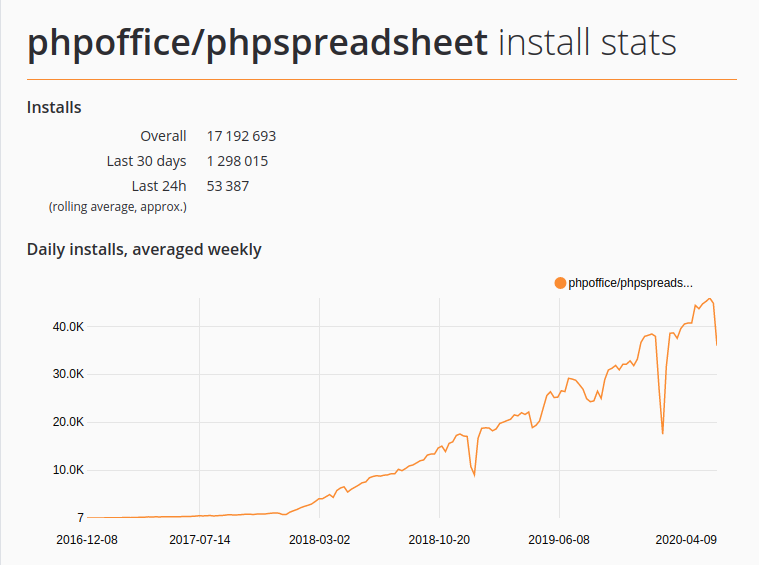 phpoffice/phpspreadsheet install stats
Installs
Overall 17 192 693
Last 30 days 1 298 015
Last 24h 53 387
(rolling average, approx.)
Daily installs, averaged weekly
phpoffice/phpspreads...
40.0K
30.0K
20.0K
10.0K
7
2016-12-08 2017-07-14 2018-03-02 2018-10-20 2019-06-08 2020-04-09